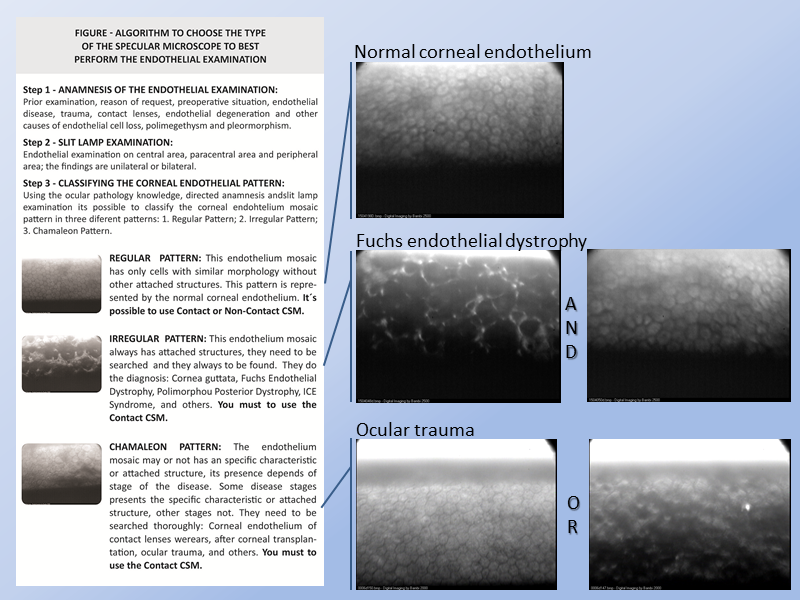 FIGURE - ALGORITHM TO CHOOSE THE TYPE
OF THE SPECULAR MICROSCOPE TO BEST
PERFORM THE ENDOTHELIAL EXAMINATION
Step 1 - ANAMNESIS OF THE ENDOTHELIAL EXAMINATION:
Prior examination, reason of request, preoperative situation, endothelial
disease, trauma, contact lenses, endothelial degeneration and other
causes of endothelial cell loss, polimegethysm and pleormorphism.
Step 2 - SLIT LAMP EXAMINATION:
Endothelial examination on central area, paracentral area and peripheral
area; the findings are unilateral or bilateral.
Step 3 - CLASSIFYING THE CORNEAL ENDOTHELIAL PATTERN:
Using the ocular pathology knowledge, directed anamnesis andslit lamp
examination its possible to classify the corneal endohtelium mosaic
pattern in three diferent patterns: 1. Regular Pattern; 2. Irregular Pattern;
3. Chamaleon Pattern.
REGULAR PATTERN: This endothelium mosaic
has only cells with similar morphology without
other attached structures. This pattern is repre-
sented by the normal corneal endothelium. It´s
possible to use Contact or Non-Contact CSM.
IRREGULAR PATTERN: This endothelium mosaic
always has attached structures, they need to be
searched and they always to be found. They do
the diagnosis: Cornea guttata, Fuchs Endothelial
Dystrophy, Polimorphou Posterior Dystrophy, ICE
Syndrome, and others. You must to use the
Contact CSM.
CHAMALEON PATTERN: The endothelium
mosaic may or not has an specific characteristic
or attached structure, its presence depends of
stage of the disease. Some disease stages
presents the specific characteristic or attached
structure, other stages not. They need to be
searched thoroughly: Corneal endothelium of
contact lenses werears, after corneal transplan-
tation, ocular trauma, and others. You must to
use the Contact CSM.
Normal corneal endothelium
Fuchs endothelial dystrophy
A
N
D
Ocular trauma
O
R